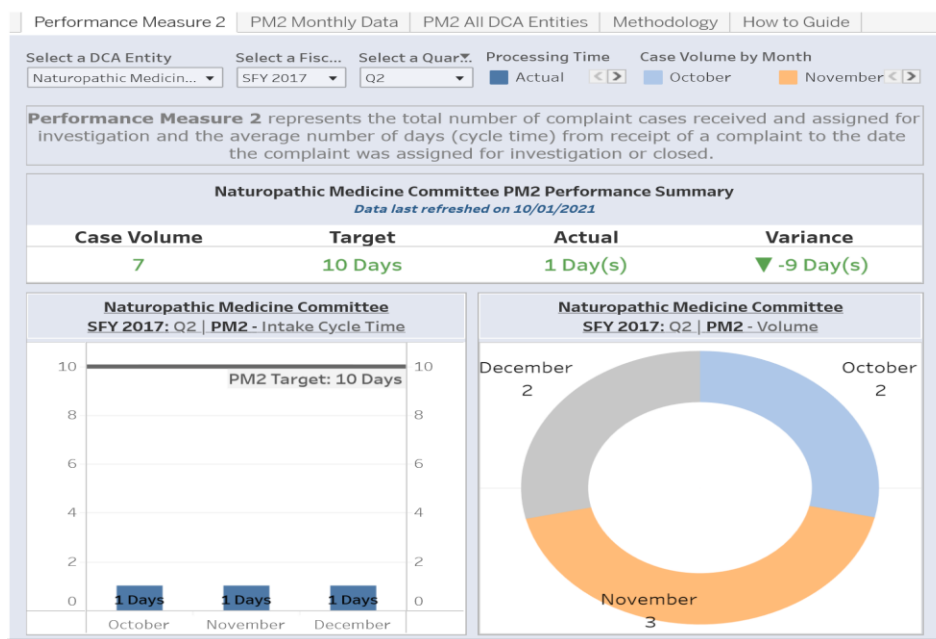 Performance Measure 2 PM2 Monthly Data PM2 All DCA Entities Methodology How to Guide
Select a DCA Entity Select a Fisc... Select a Quar... Processing Time Case Volume by Month
Naturopathic Medicin... SFY 2017 Q2 Actual October November
Performance Measure 2 represents the total number of complaint cases received and assigned for
investigation and the average number of days (cycle time) from receipt of a complaint to the date
the complaint was assigned for investigation or closed.
Naturopathic Medicine Committee PM2 Performance Summary
Data last refreshed on 10/01/2021
Case Volume Target Actual Variance
7 10 Days 1 Day(s) ▼ -9 Day(s)
Naturopathic Medicine Committee
SFY 2017: Q2 | PM2 - Intake Cycle Time
10 10
PM2 Target: 10 Days
8 8
6 6
4 4
2 2
0 1 Days 1 Days 1 Days 0
October November December
Naturopathic Medicine Committee
SFY 2017: Q2 | PM2 - Volume
December October
2 2
November
3